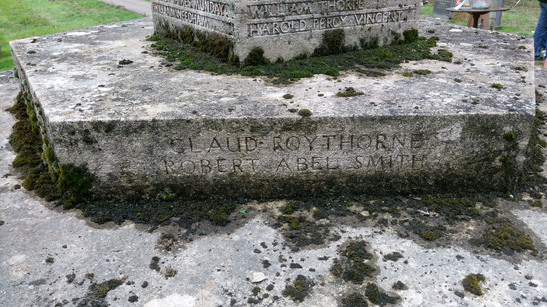 WILLIAM THORNE
HAROLD PERCY VINCENT
CLAUD ROYTHORNE
ROBERT ABEL SMITH